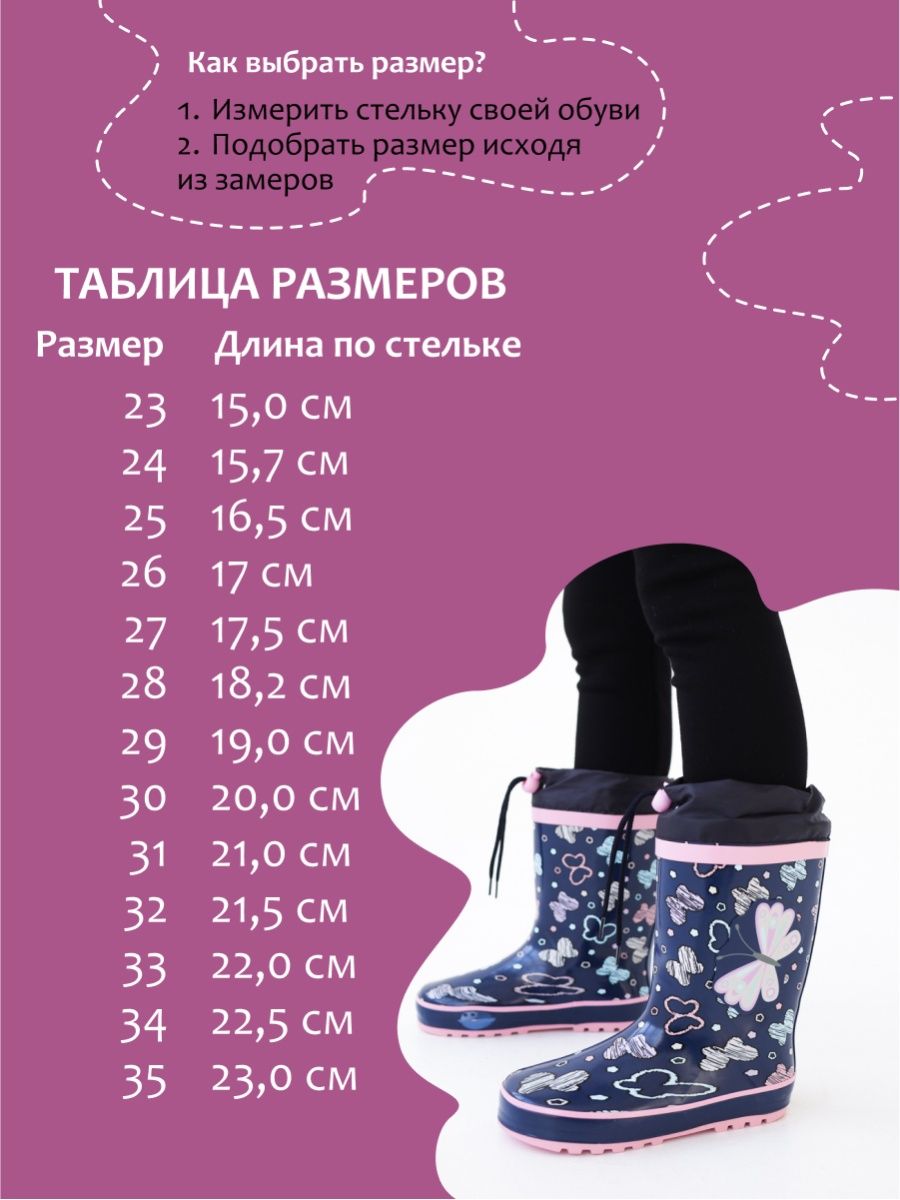 Как выбрать размер?
1. Измерить стельку своей обуви
2. Подобрать размер исходя
из замеров
ТАБЛИЦА РАЗМЕРОВ
Размер Длина по стельке
23 15,0 см
24 15,7 см
25 16,5 см
26 17 см
27 17,5 см
28 18,2 см
29 19,0 см
30 20,0 см
31 21,0 см
32 21,5 см
33 22,0 см
34 22,5 см
35 23,0 см